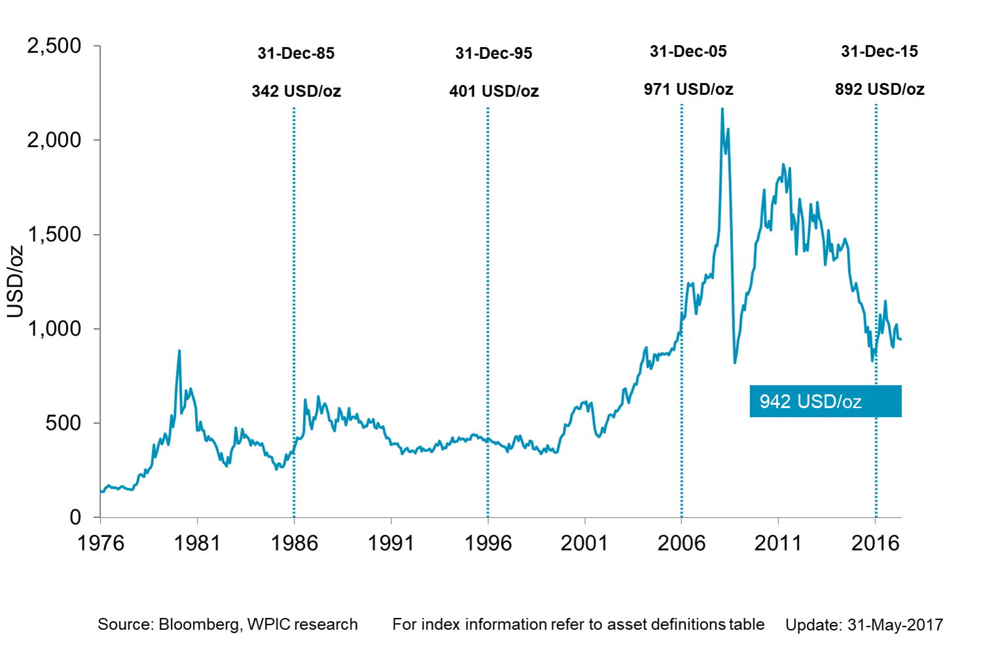 31-Dec-85 31-Dec-95 31-Dec-05 31-Dec-15
342 USD/oz 401 USD/oz 971 USD/oz 892 USD/oz
2,500
2,000
1,500
1,000
500
0
USD/oz
942 USD/oz
1976 1981 1986 1991 1996 2001 2006 2011 2016
Source: Bloomberg, WPIC research For index information refer to asset definitions table Update: 31-May-2017